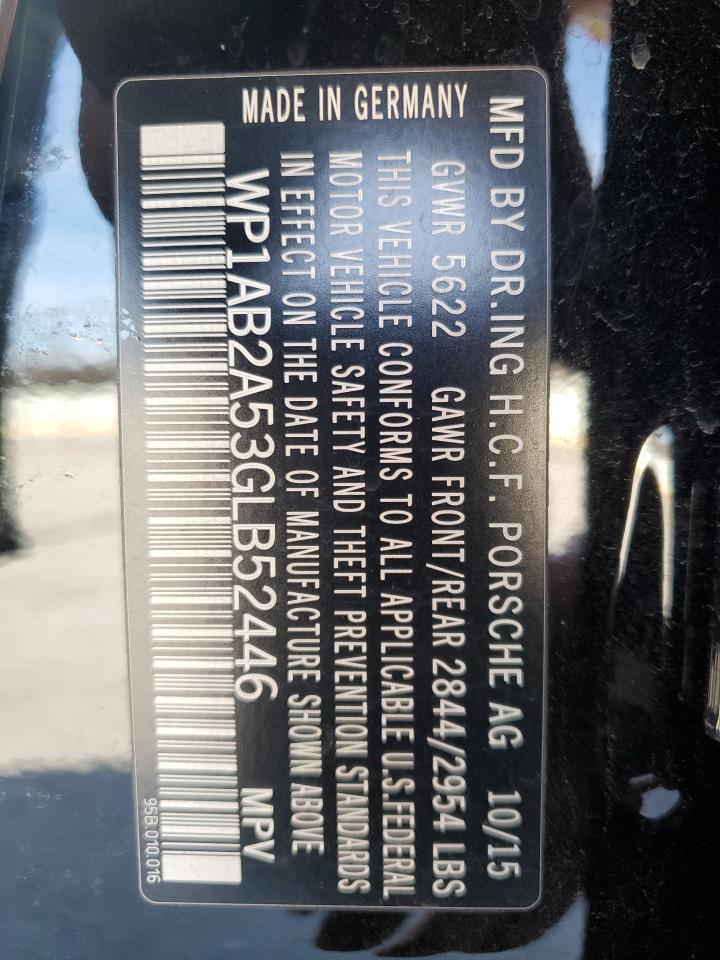 MFD BY DR.ING H.C.F. PORSCHE AG 10/15
GVWR 5622 GAWR FRONT/REAR 2844/2954 LBS
THIS VEHICLE CONFORMS TO ALL APPLICABLE U.S.FEDERAL
MOTOR VEHICLE SAFETY AND THEFT PREVENTION STANDARDS
IN EFFECT ON THE DATE OF MANUFACTURE SHOWN ABOVE
WP1AB2A53GLB52446 MPV
95B.010.016
MADE IN GERMANY